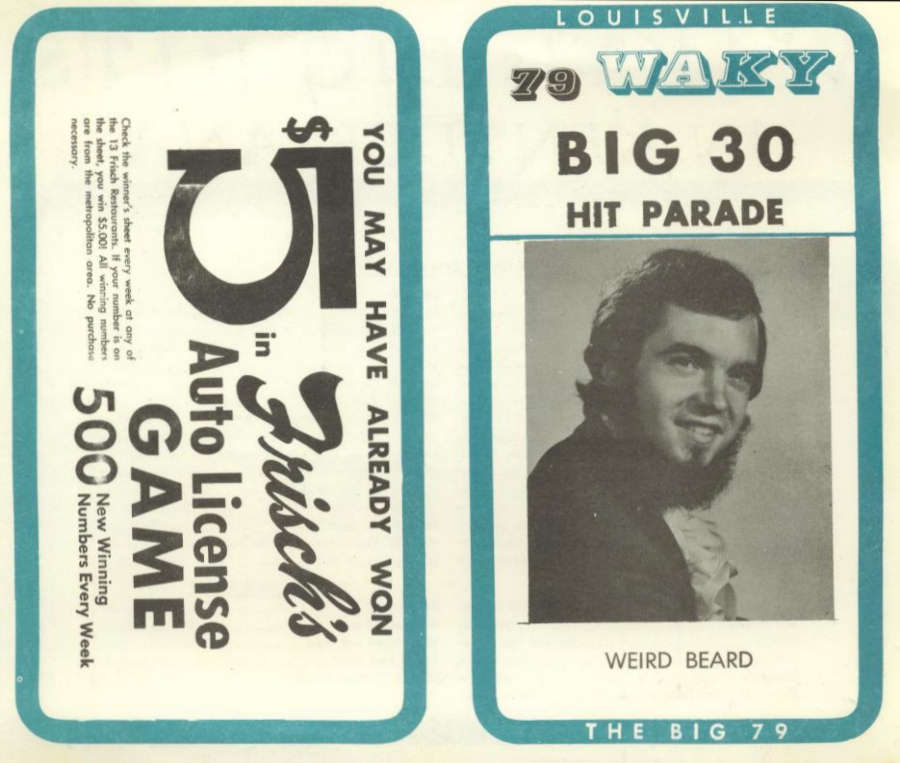 YOU MAY HAVE ALREADY WON
$5 in Frisch's
Auto License
GAME
Check the winner's sheet every week at any of
the 13 Frisch Restaurants. If your number is on
the sheet, you win $5.00! All winning numbers
are from the metropolitan area. No purchase
necessary.
500 New Winning
Numbers Every Week
LOUISVILLE
79 WAKY
BIG 30
HIT PARADE
WEIRD BEARD
THE BIG 79